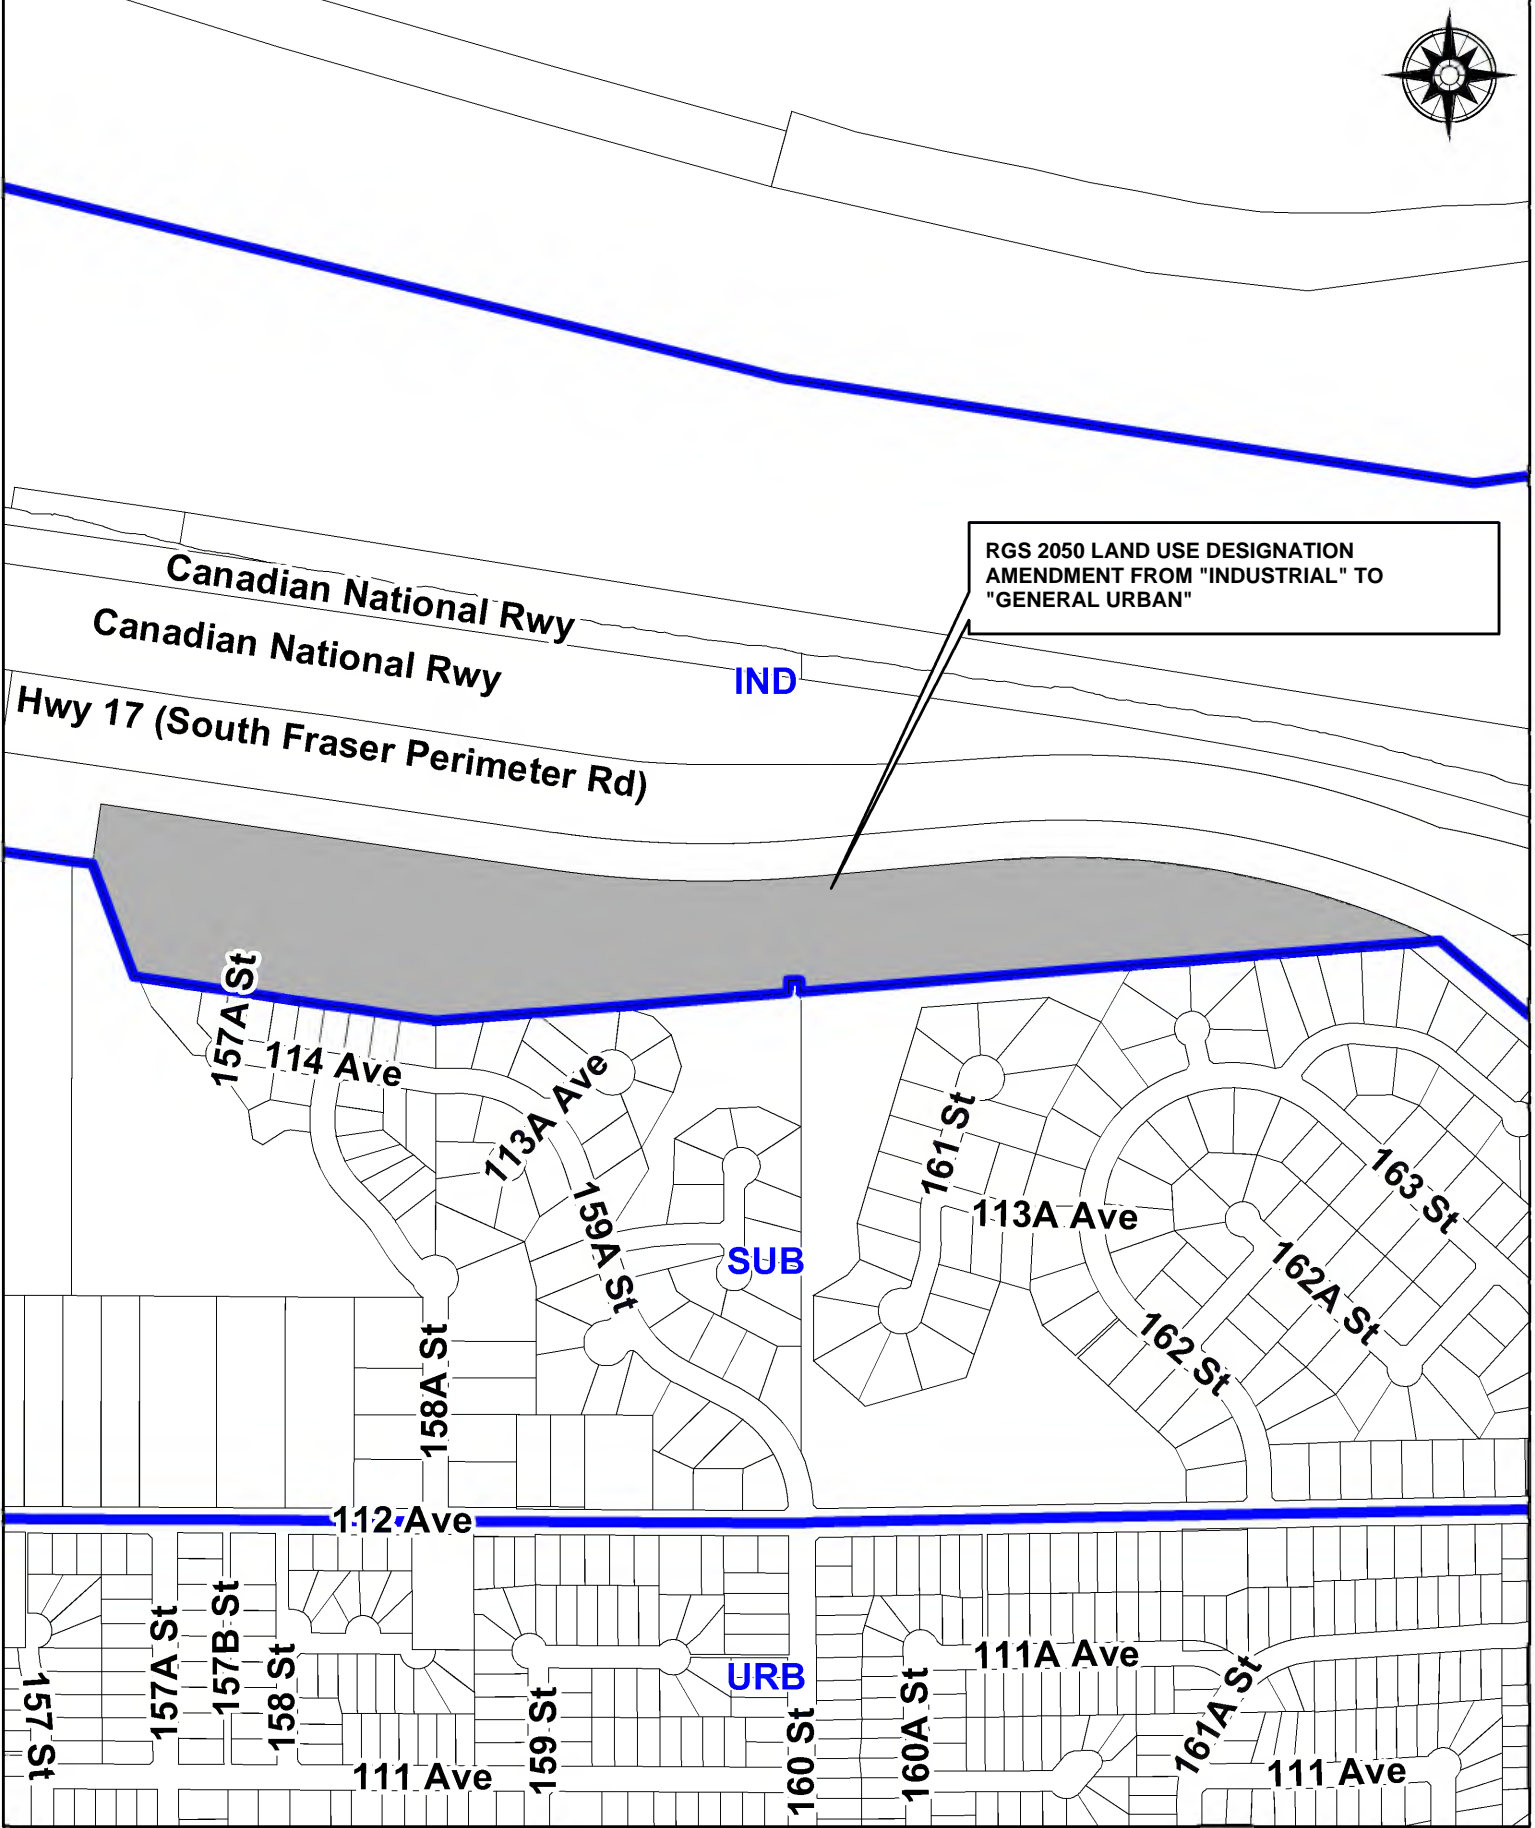 RGS 2050 LAND USE DESIGNATION
AMENDMENT FROM "INDUSTRIAL" TO
"GENERAL URBAN"
Canadian National Rwy
Canadian National Rwy
IND
Hwy 17 (South Fraser Perimeter Rd)
157A St
114 Ave
113A Ave
161 St
163 St
113A Ave
159A St
SUB
162A St
162 St
158A St
112 Ave
157A St
157B St
158 St
157 St
159 St
URB
160 St
160A St
111A Ave
161A St
111 Ave
111 Ave